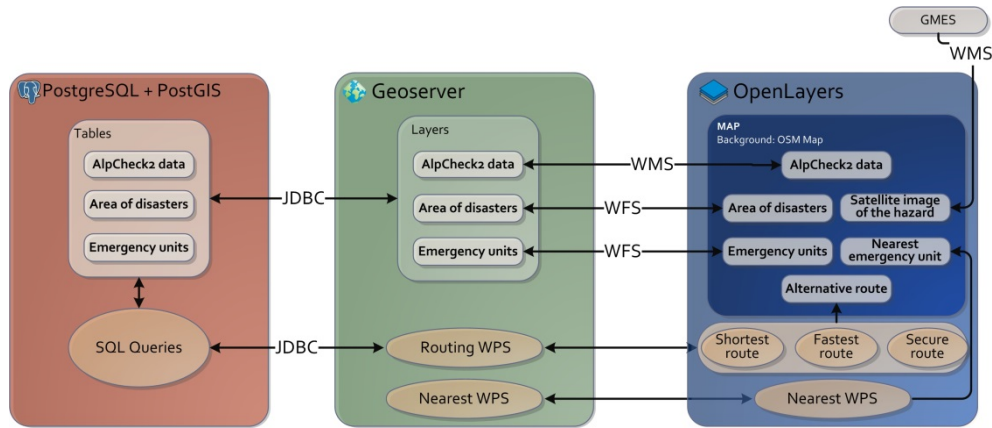 GMES
WMS
PostgreSQL + PostGIS
Tables
AlpCheck2 data
Area of disasters
Emergency units
SQL Queries
JDBC
JDBC
Geoserver
Layers
AlpCheck2 data
Area of disasters
Emergency units
Routing WPS
Nearest WPS
WMS
WFS
WFS
OpenLayers
MAP
Background: OSM Map
AlpCheck2 data
Area of disasters
Satellite image
of the hazard
Emergency units
Nearest
emergency unit
Alternative route
Shortest
route
Fastest
route
Secure
route
Nearest WPS